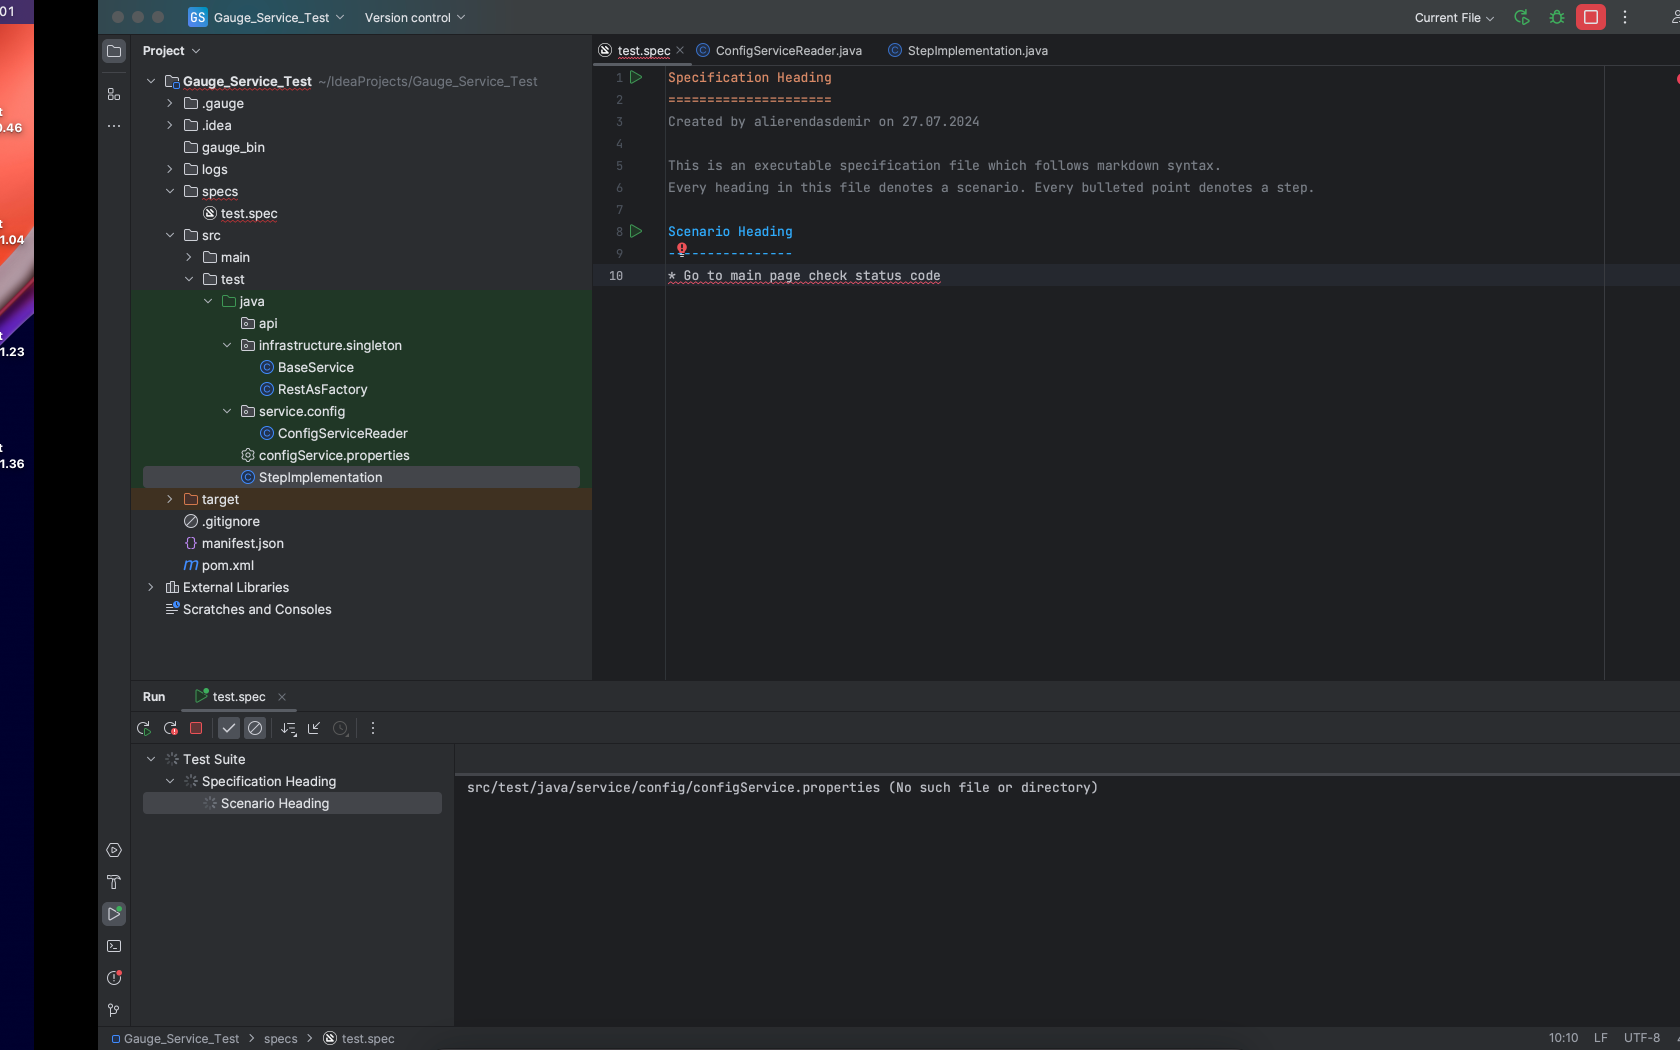 01
t
0.46
t
1.04
t
1.23
t
1.36
GS Gauge_Service_Test Version control Current File
Project
Gauge_Service_Test ~/IdeaProjects/Gauge_Service_Test
.gauge
.idea
gauge_bin
logs
specs
test.spec
src
main
test
java
api
infrastructure.singleton
BaseService
RestAsFactory
service.config
ConfigServiceReader
configService.properties
StepImplementation
target
.gitignore
manifest.json
pom.xml
External Libraries
Scratches and Consoles
test.spec ConfigServiceReader.java StepImplementation.java
1 Specification Heading
2 =====================
3 Created by alierendasdemir on 27.07.2024
4
5 This is an executable specification file which follows markdown syntax.
6 Every heading in this file denotes a scenario. Every bulleted point denotes a step.
7
8 Scenario Heading
9 ----------------
10 * Go to main page check status code
Run test.spec
Test Suite
Specification Heading
Scenario Heading
src/test/java/service/config/configService.properties (No such file or directory)
Gauge_Service_Test > specs > test.spec 10:10 LF UTF-8